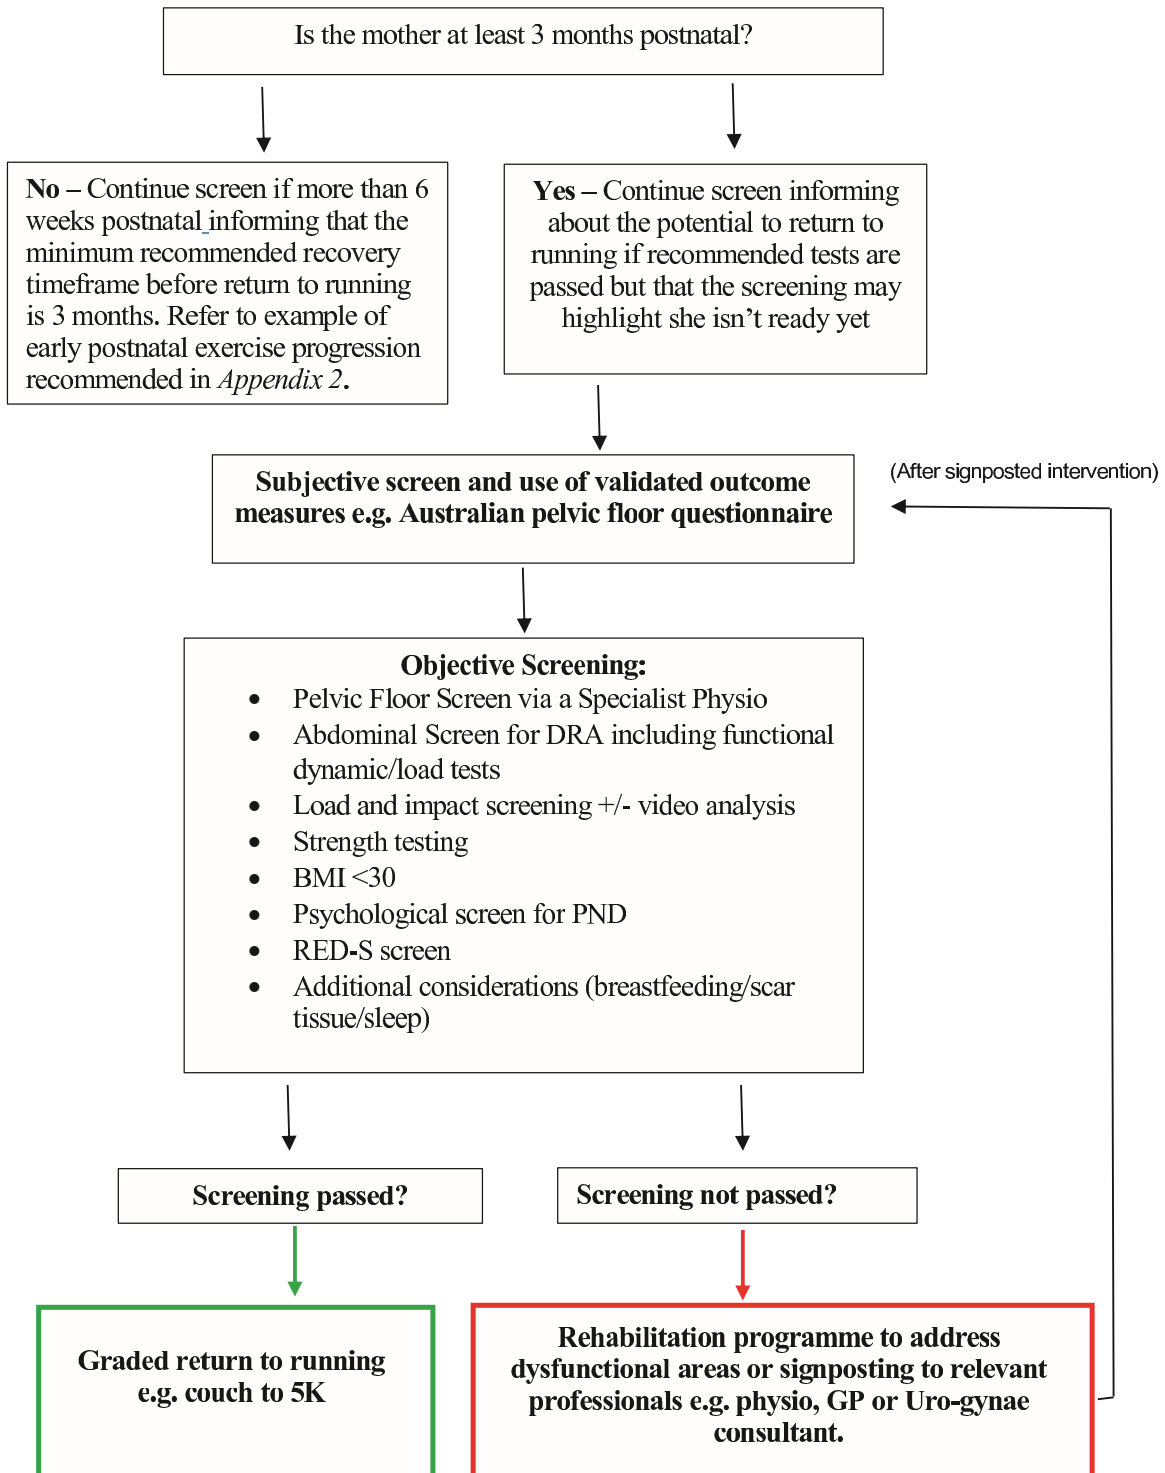 Is the mother at least 3 months postnatal?
No – Continue screen if more than 6
weeks postnatal informing that the
minimum recommended recovery
timeframe before return to running
is 3 months. Refer to example of
early postnatal exercise progression
recommended in Appendix 2.
Yes – Continue screen informing
about the potential to return to
running if recommended tests are
passed but that the screening may
highlight she isn’t ready yet
Subjective screen and use of validated outcome
measures e.g. Australian pelvic floor questionnaire
(After signposted intervention)
Objective Screening:
• Pelvic Floor Screen via a Specialist Physio
• Abdominal Screen for DRA including functional
dynamic/load tests
• Load and impact screening +/- video analysis
• Strength testing
• BMI <30
• Psychological screen for PND
• RED-S screen
• Additional considerations (breastfeeding/scar
tissue/sleep)
Screening passed?
Screening not passed?
Graded return to running
e.g. couch to 5K
Rehabilitation programme to address
dysfunctional areas or signposting to relevant
professionals e.g. physio, GP or Uro-gynae
consultant.